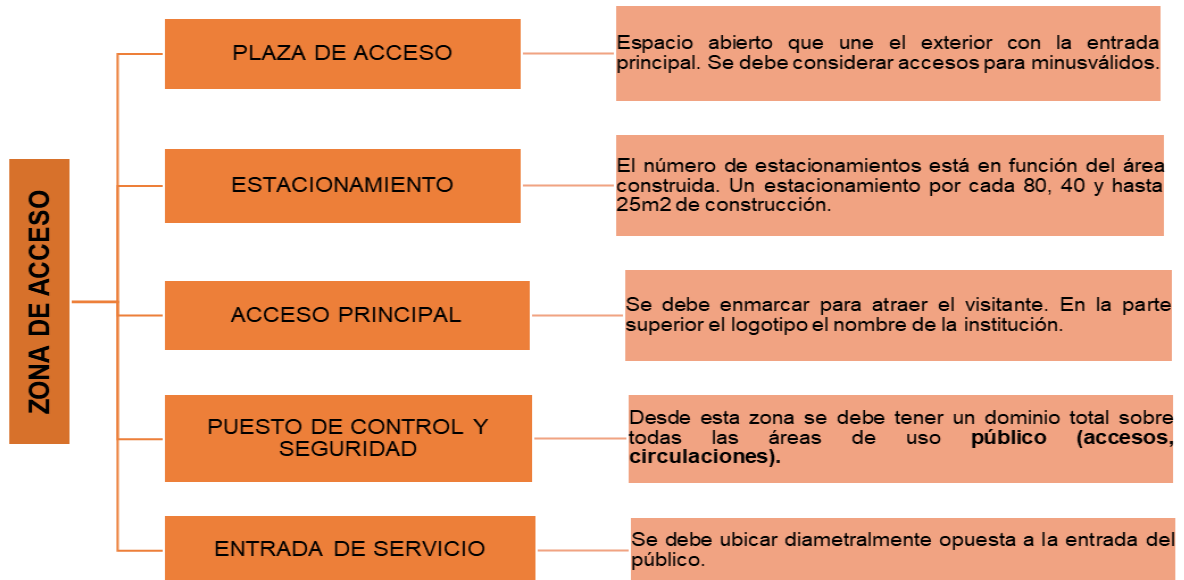 ZONA DE ACCESO
PLAZA DE ACCESO
Espacio abierto que une el exterior con la entrada
principal. Se debe considerar accesos para minusválidos.
ESTACIONAMIENTO
El número de estacionamientos está en función del área
construida. Un estacionamiento por cada 80, 40 y hasta
25m2 de construcción.
ACCESO PRINCIPAL
Se debe enmarcar para atraer el visitante. En la parte
superior el logotipo el nombre de la institución.
PUESTO DE CONTROL Y
SEGURIDAD
Desde esta zona se debe tener un dominio total sobre
todas las áreas de uso público (accesos,
circulaciones).
ENTRADA DE SERVICIO
Se debe ubicar diametralmente opuesta a la entrada del
público.